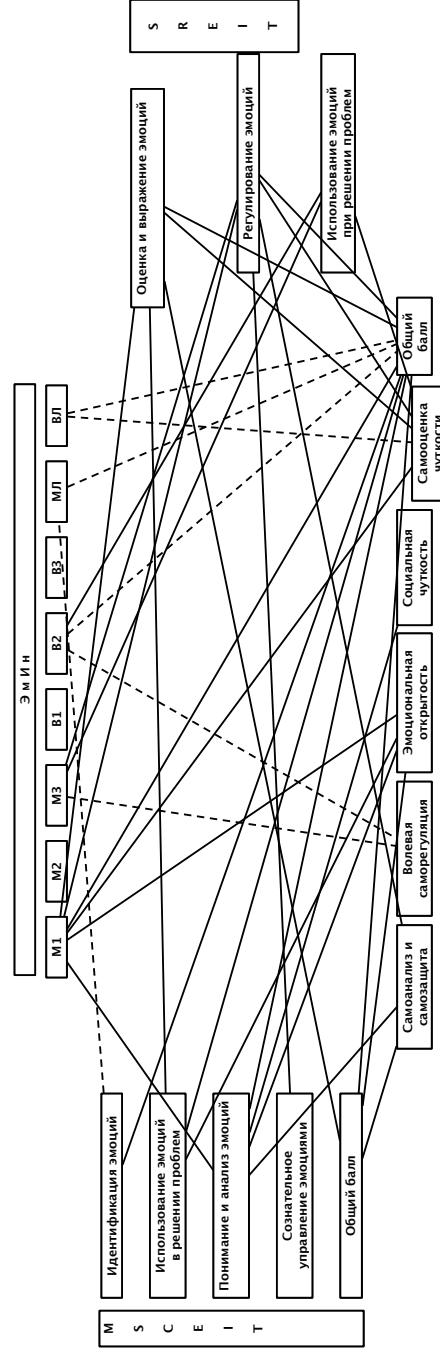 S R E I T
Оценка и выражение эмоций
Регулирование эмоций
Использование эмоций
при решении проблем
ЭмИн
М1
М2
М3
В1
В2
В3
МЛ
ВЛ
M S C E I T
Идентификация эмоций
Использование эмоций
в решении проблем
Понимание и анализ эмоций
Сознательное
управление эмоциями
Общий балл
Самоанализ и
самозащита
Волевая
саморегуляция
Эмоциональная
открытость
Социальная
чуткость
Самооценка
чуткости
Общий
балл